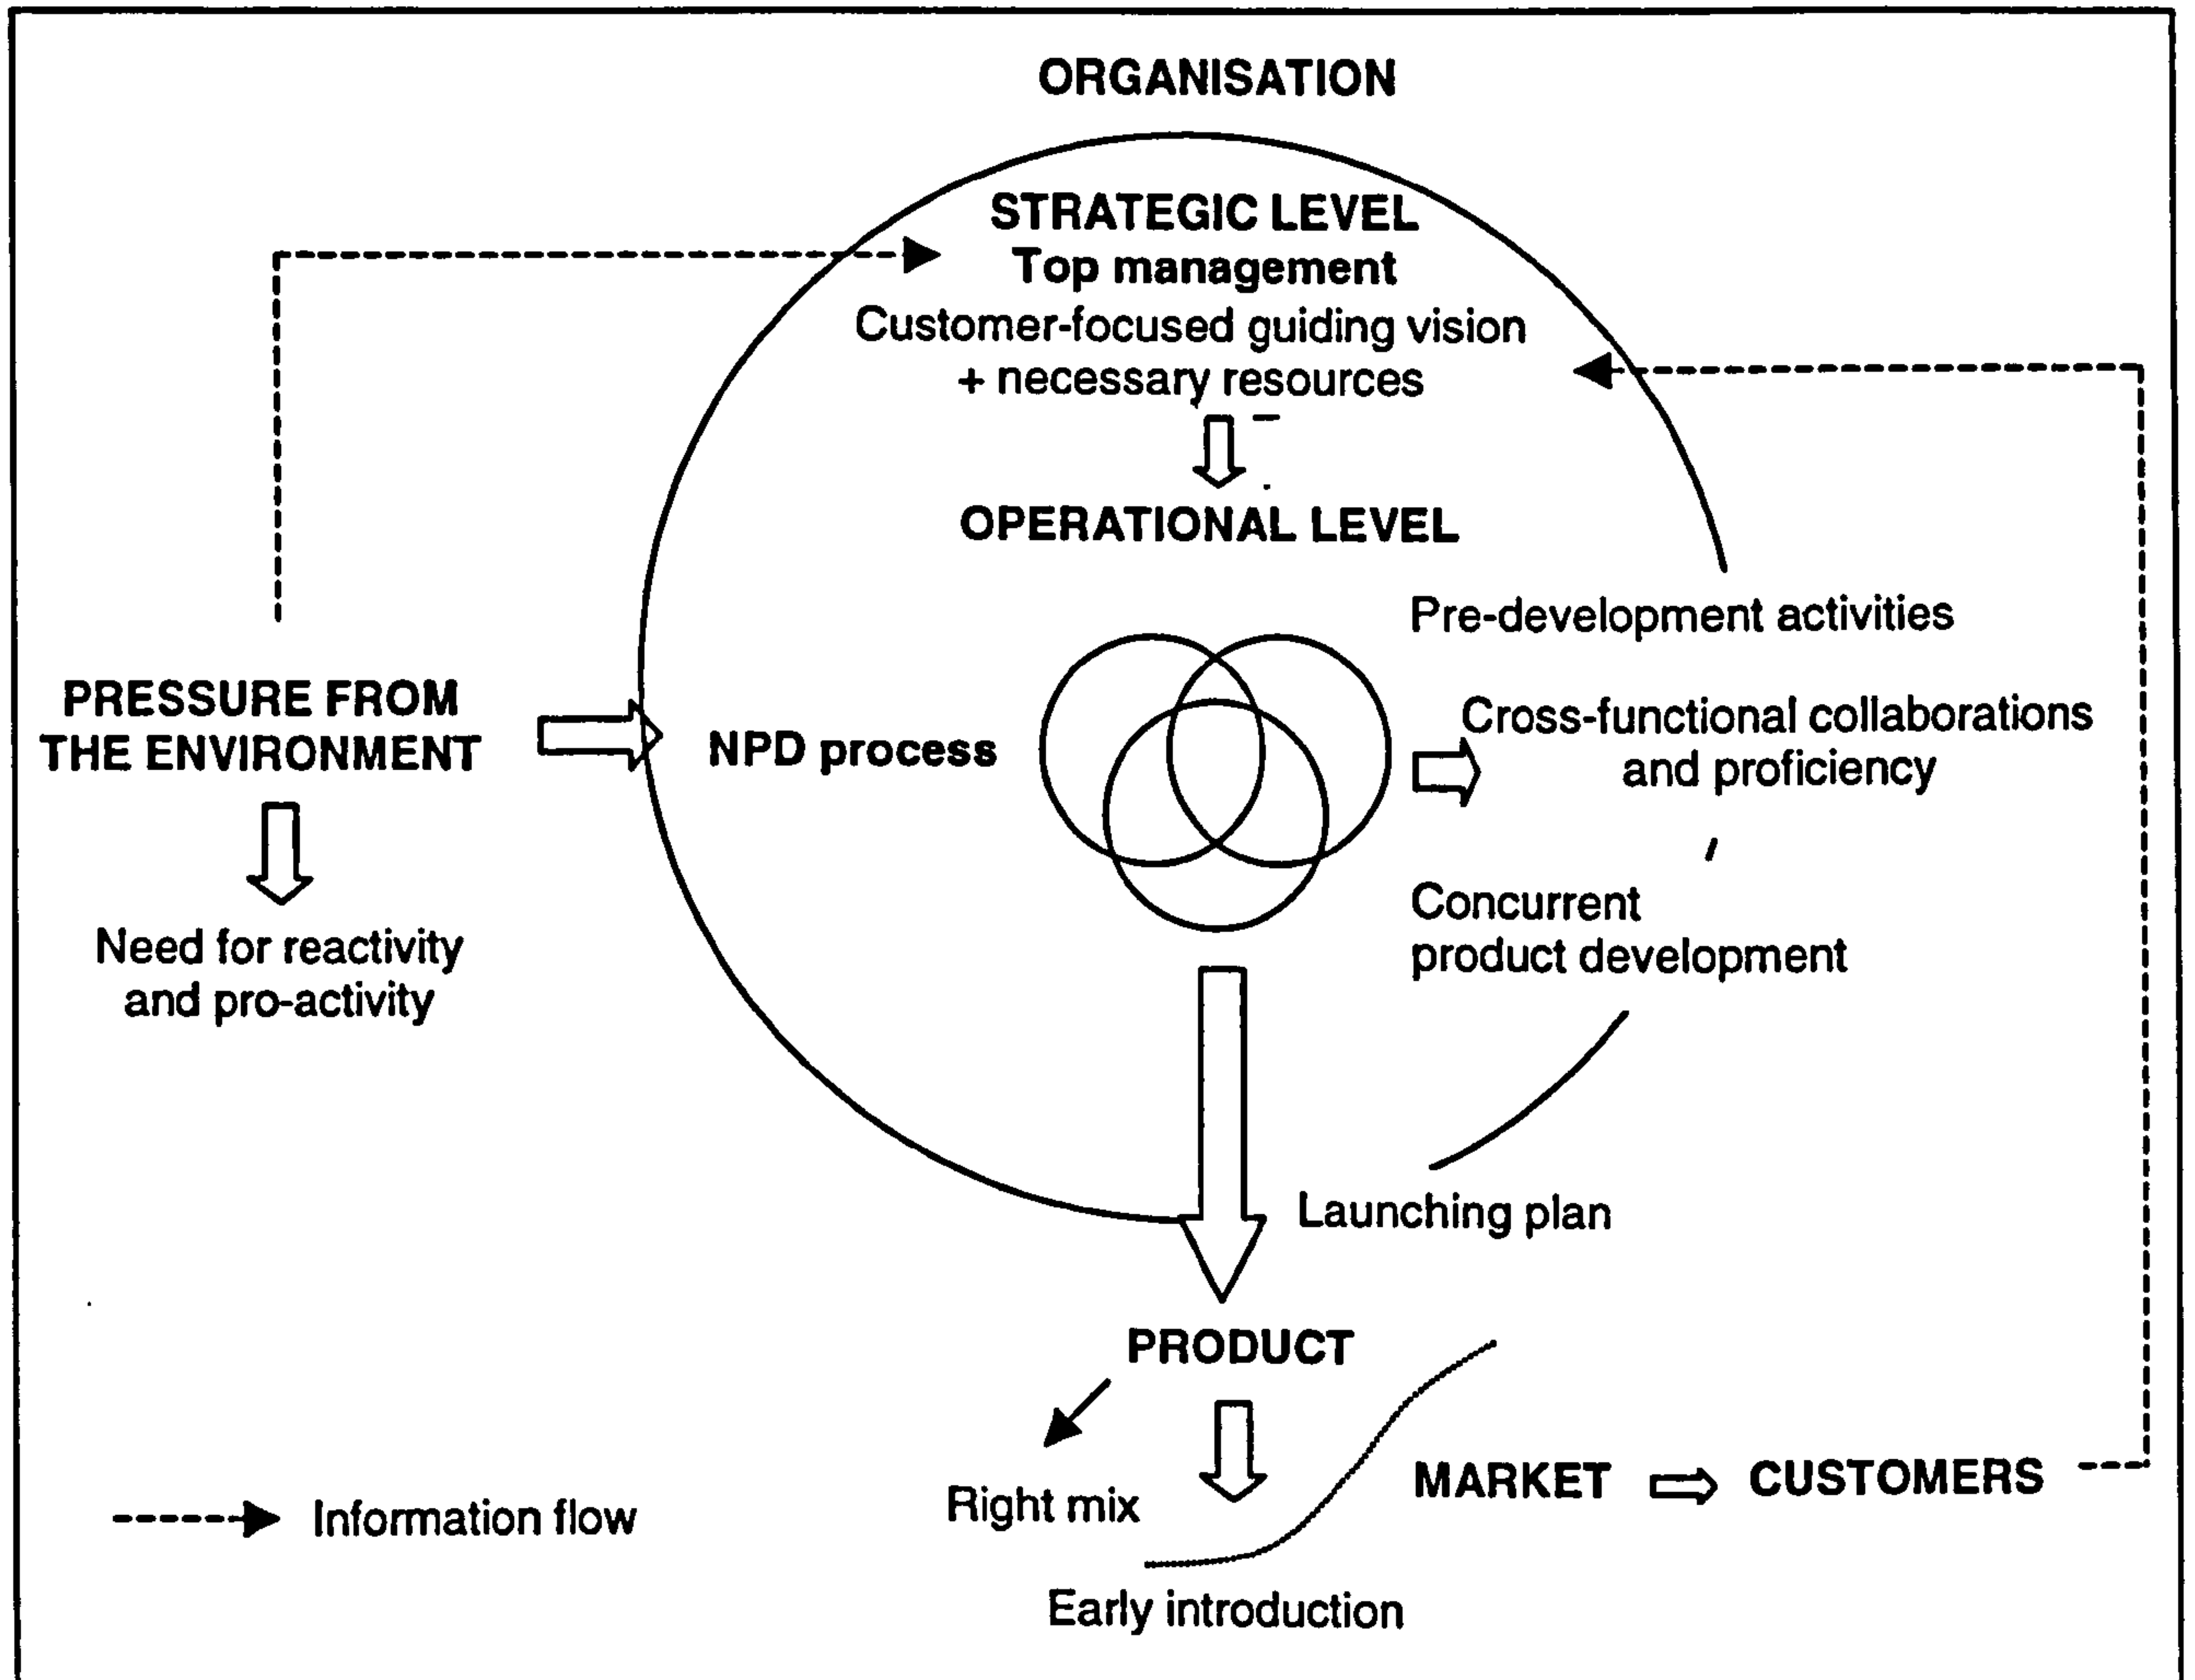 ORGANISATION
STRATEGIC LEVEL
Top management
Customer-focused guiding vision
+ necessary resources
OPERATIONAL LEVEL
Pre-development activities
PRESSURE FROM
THE ENVIRONMENT
NPD process
Cross-functional collaborations
and proficiency
Need for reactivity
and pro-activity
Concurrent
product development
Launching plan
PRODUCT
Right mix
MARKET
CUSTOMERS
Information flow
Early introduction